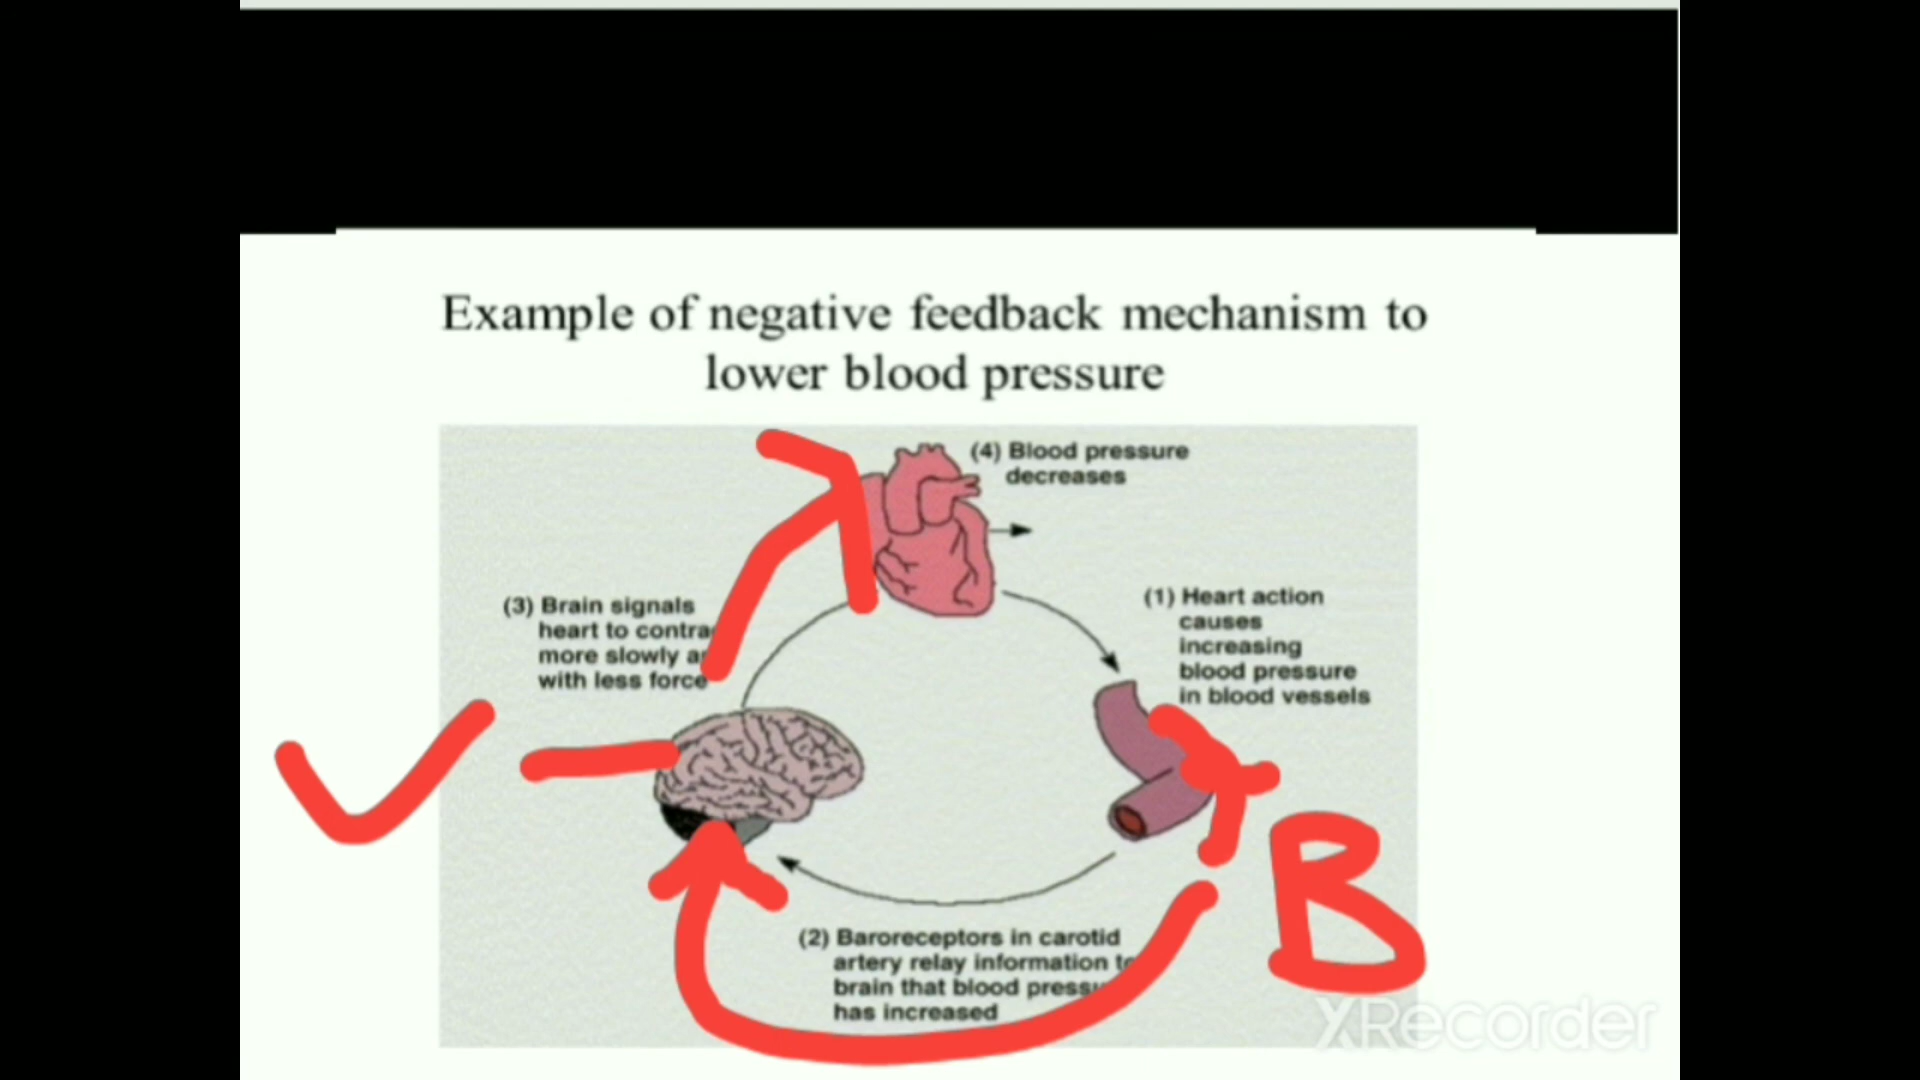 Example of negative feedback mechanism to
lower blood pressure
(4) Blood pressure
decreases
(3) Brain signals
heart to contra
more slowly a
with less force
(1) Heart action
causes
increasing
blood pressure
in blood vessels
(2) Baroreceptors in carotid
artery relay information to
brain that blood pressu
has increased
B
XRecorder